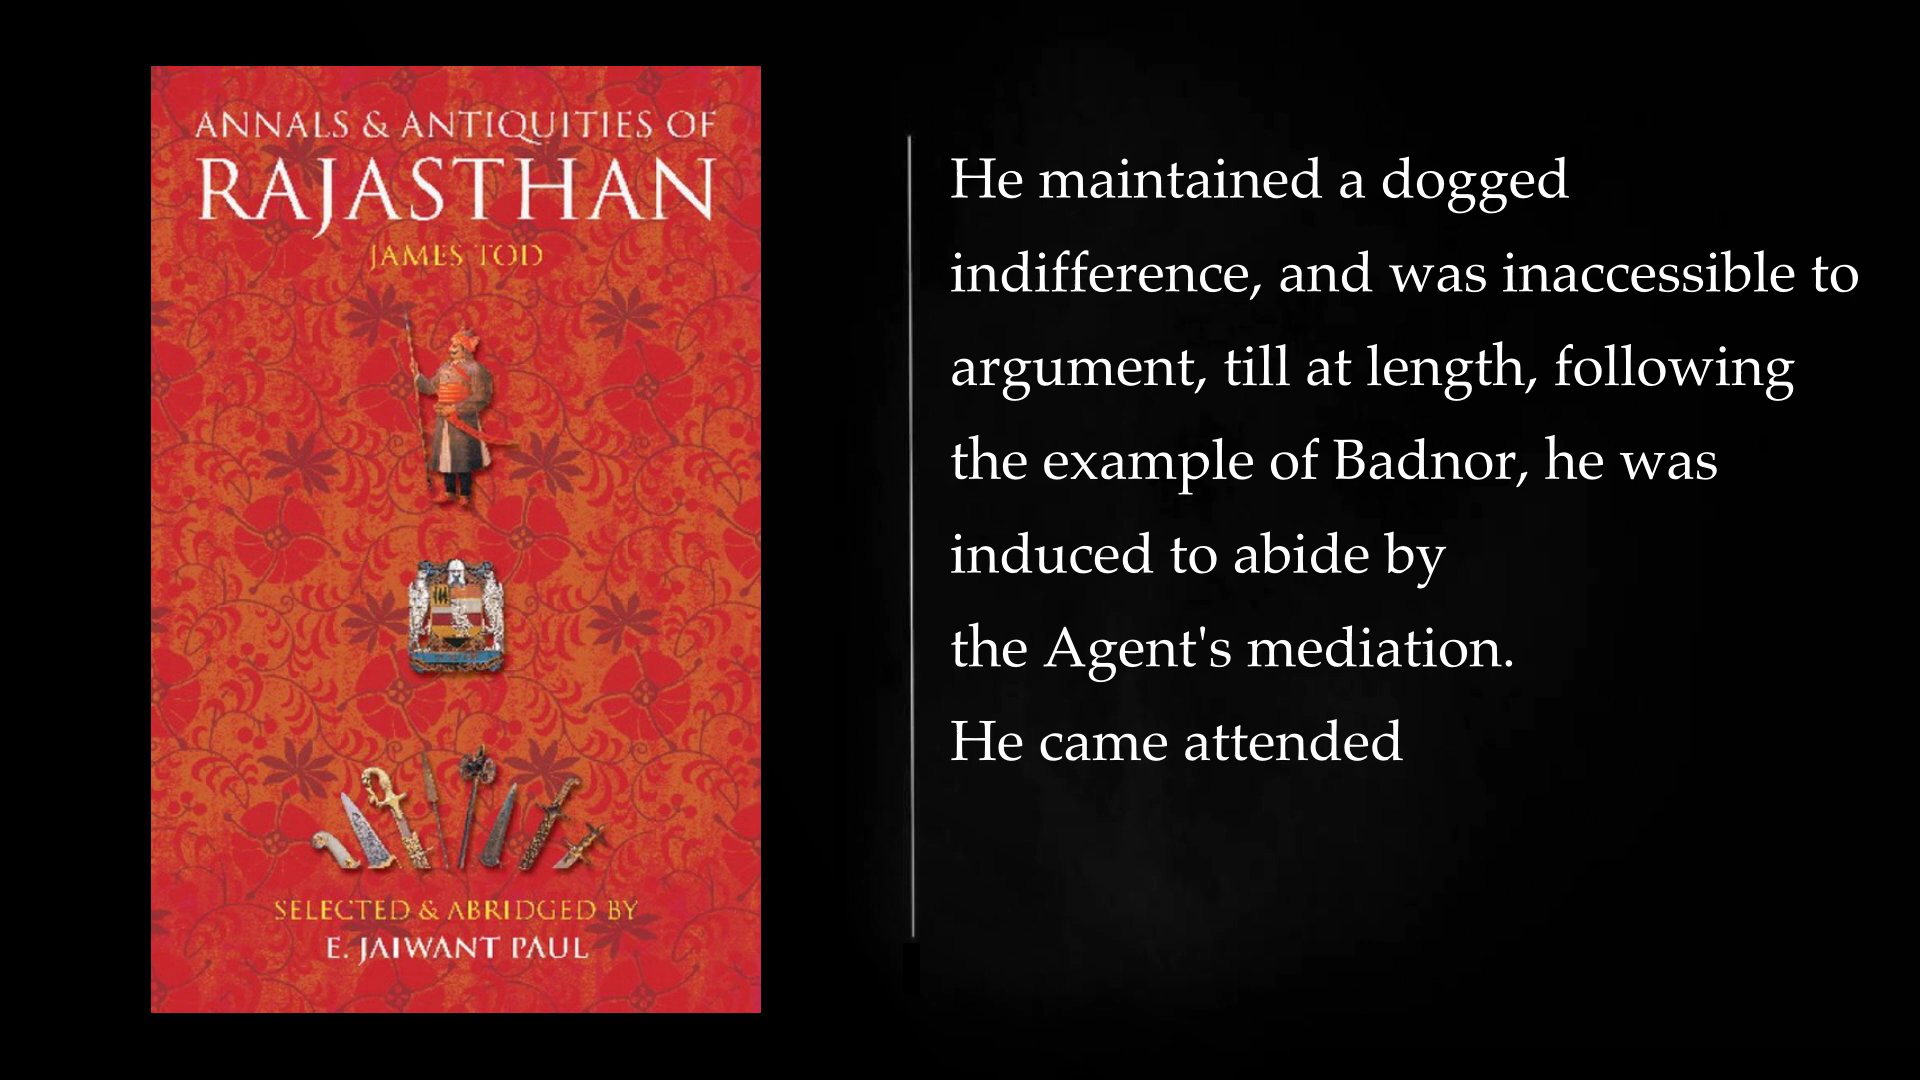 ANNALS & ANTIQUITIES OF
RAJASTHAN
JAMES TOD
SELECTED & ABRIDGED BY
E. JAIWANT PAUL
He maintained a dogged
indifference, and was inaccessible to
argument, till at length, following
the example of Badnor, he was
induced to abide by
the Agent's mediation.
He came attended